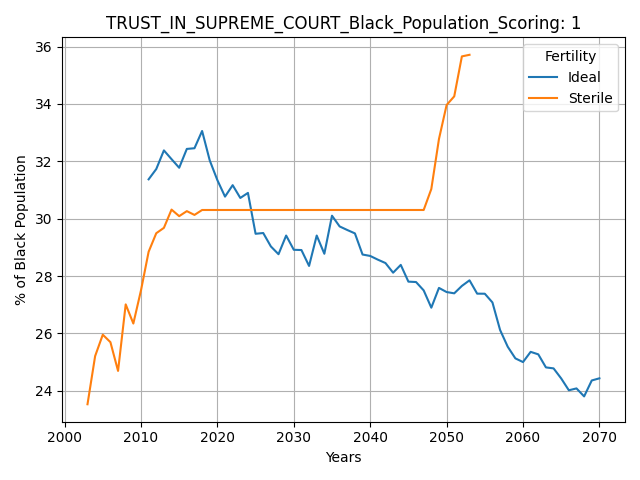 TRUST_IN_SUPREME_COURT_Black_Population_Scoring: 1
Fertility
Ideal
Sterile
% of Black Population
36
34
32
30
28
26
24
2000 2010 2020 2030 2040 2050 2060 2070
Years